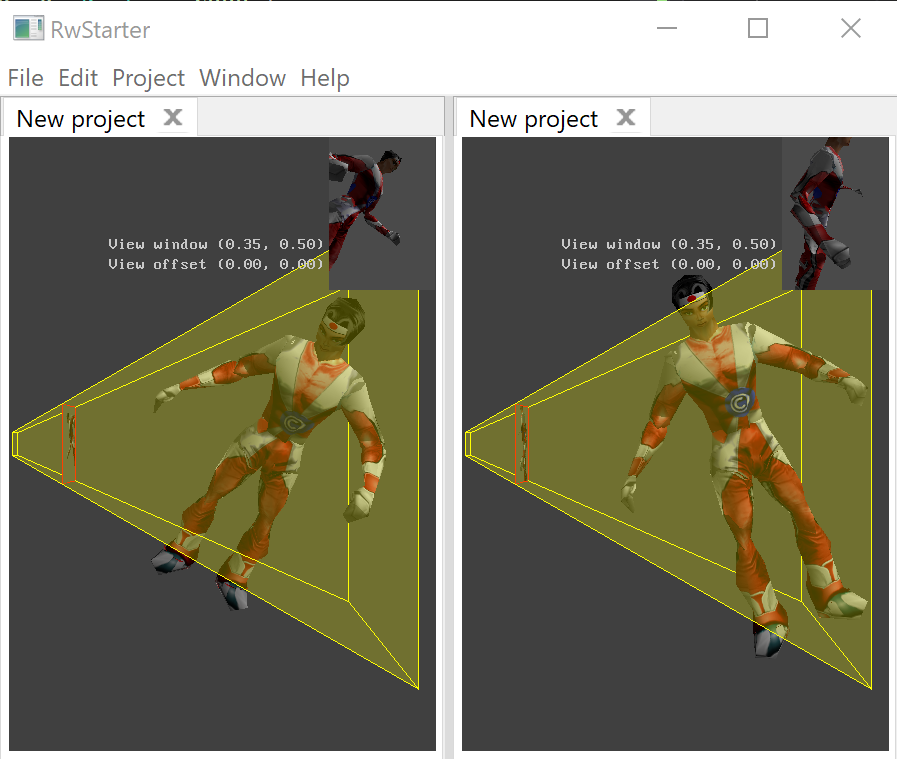 RwStarter
File Edit Project Window Help
New project
New project
View window (0.35, 0.50)
View offset (0.00, 0.00)
View window (0.35, 0.50)
View offset (0.00, 0.00)